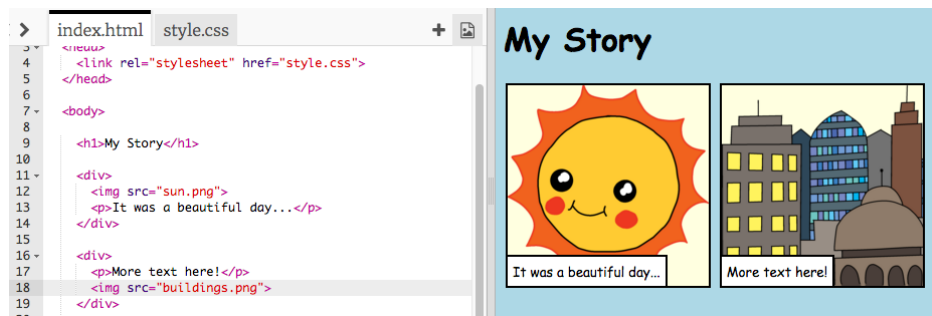 index.html style.css
3 <head>
4 <link rel="stylesheet" href="style.css">
5 </head>
6
7 <body>
8
9 <h1>My Story</h1>
10
11 <div>
12 <img src="sun.png">
13 <p>It was a beautiful day...</p>
14 </div>
15
16 <div>
17 <p>More text here!</p>
18 <img src="buildings.png">
19 </div>
My Story
It was a beautiful day...
More text here!